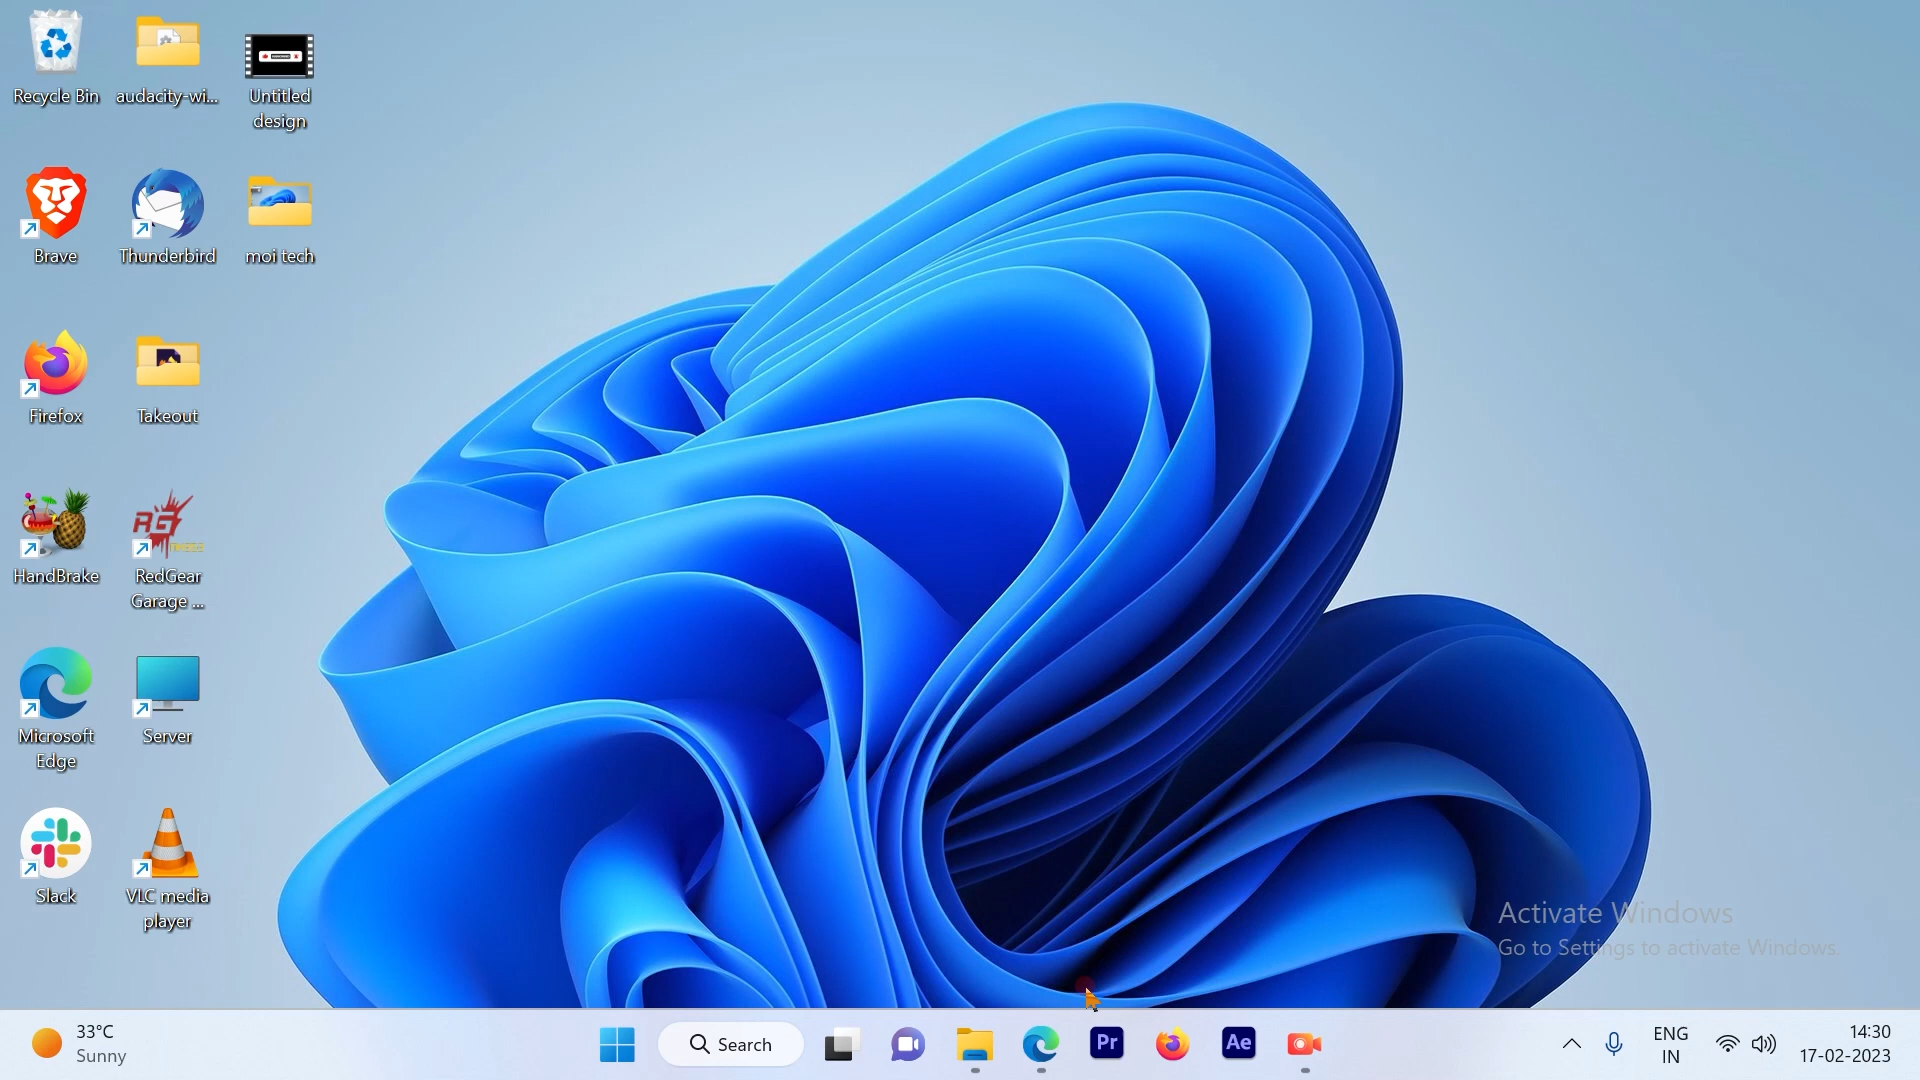 Recycle Bin
audacity-wi...
Untitled
design
Brave
Thunderbird
moi tech
Firefox
Takeout
HandBrake
RG
RedGear
Garage ...
Microsoft
Edge
Server
Slack
VLC media
player
Activate Windows
Go to Settings to activate Windows.
33°C
Sunny
Search
Pr
Ae
ENG
IN
14:30
17-02-2023